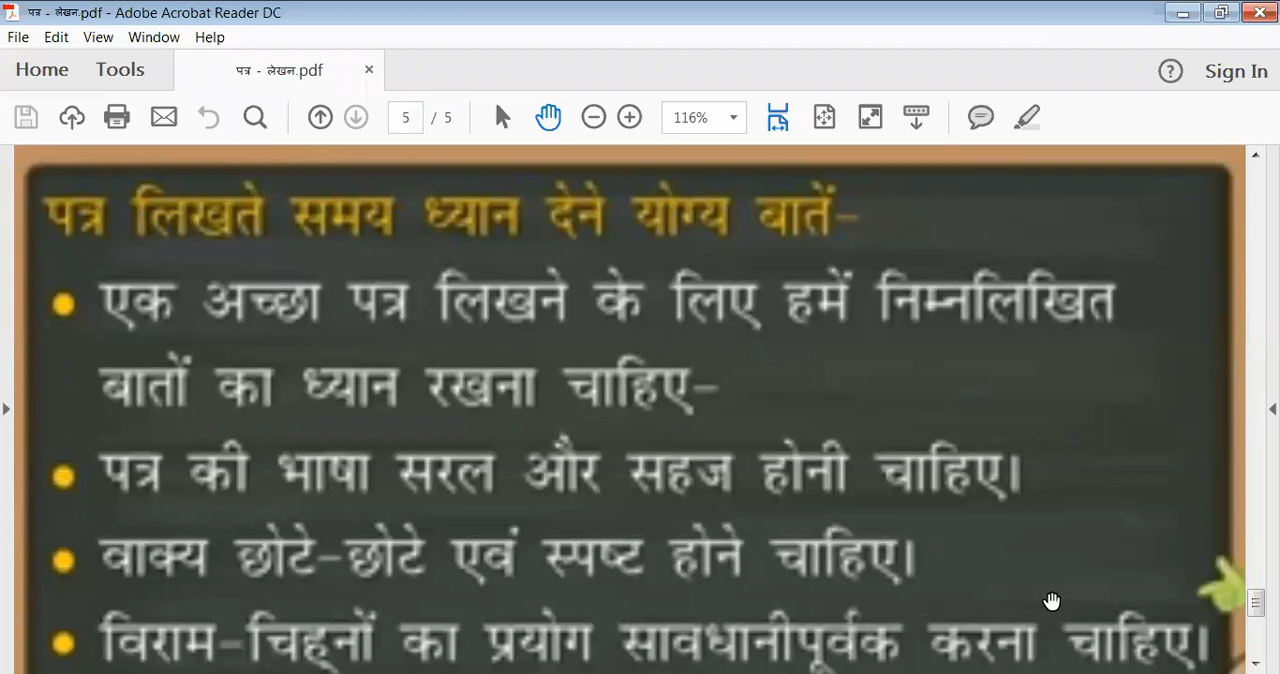 पत्र - लेखन.pdf - Adobe Acrobat Reader DC
File Edit View Window Help
Home Tools पत्र - लेखन.pdf × ? Sign In
5 / 5 116%
पत्र लिखते समय ध्यान देने योग्य बातें-
• एक अच्छा पत्र लिखने के लिए हमें निम्नलिखित
बातों का ध्यान रखना चाहिए-
• पत्र की भाषा सरल और सहज होनी चाहिए।
• वाक्य छोटे-छोटे एवं स्पष्ट होने चाहिए।
• विराम-चिह्नों का प्रयोग सावधानीपूर्वक करना चाहिए।